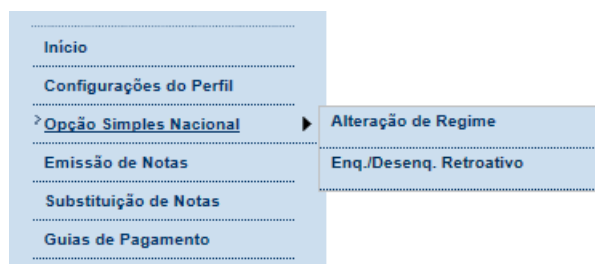 Início
Configurações do Perfil
Opção Simples Nacional
Alteração de Regime
Emissão de Notas
Enq./Desenq. Retroativo
Substituição de Notas
Guias de Pagamento